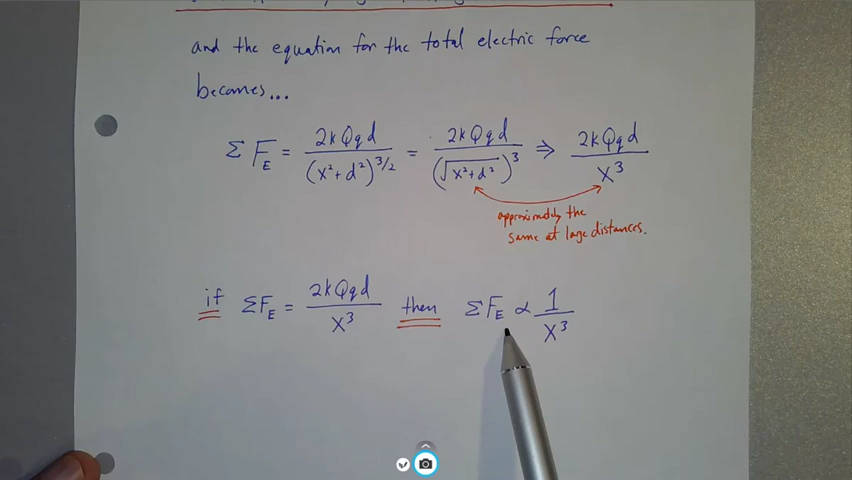 and the equation for the total electric force
becomes...
Σ F_E = 2kQqd / (x²+d²)^3/2 = 2kQqd / (√x²+d²)³ ⇒ 2kQqd / x³
approximately the
same at large distances.
if ΣF_E = 2kQqd / x³ then ΣF_E ∝ 1 / x³